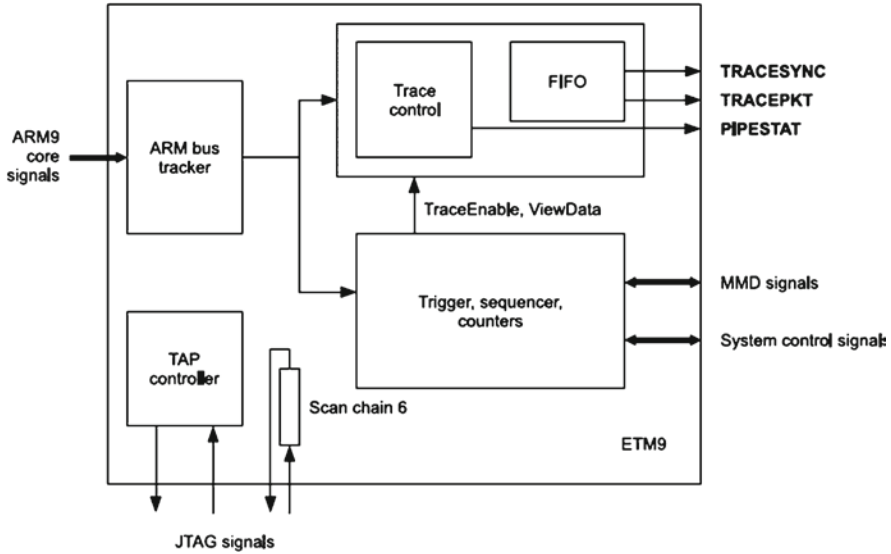 Trace
control
FIFO
TRACESYNC
TRACEPKT
PIPESTAT
ARM9
core
signals
ARM bus
tracker
TraceEnable, ViewData
Trigger, sequencer,
counters
MMD signals
System control signals
TAP
controller
Scan chain 6
ETM9
JTAG signals